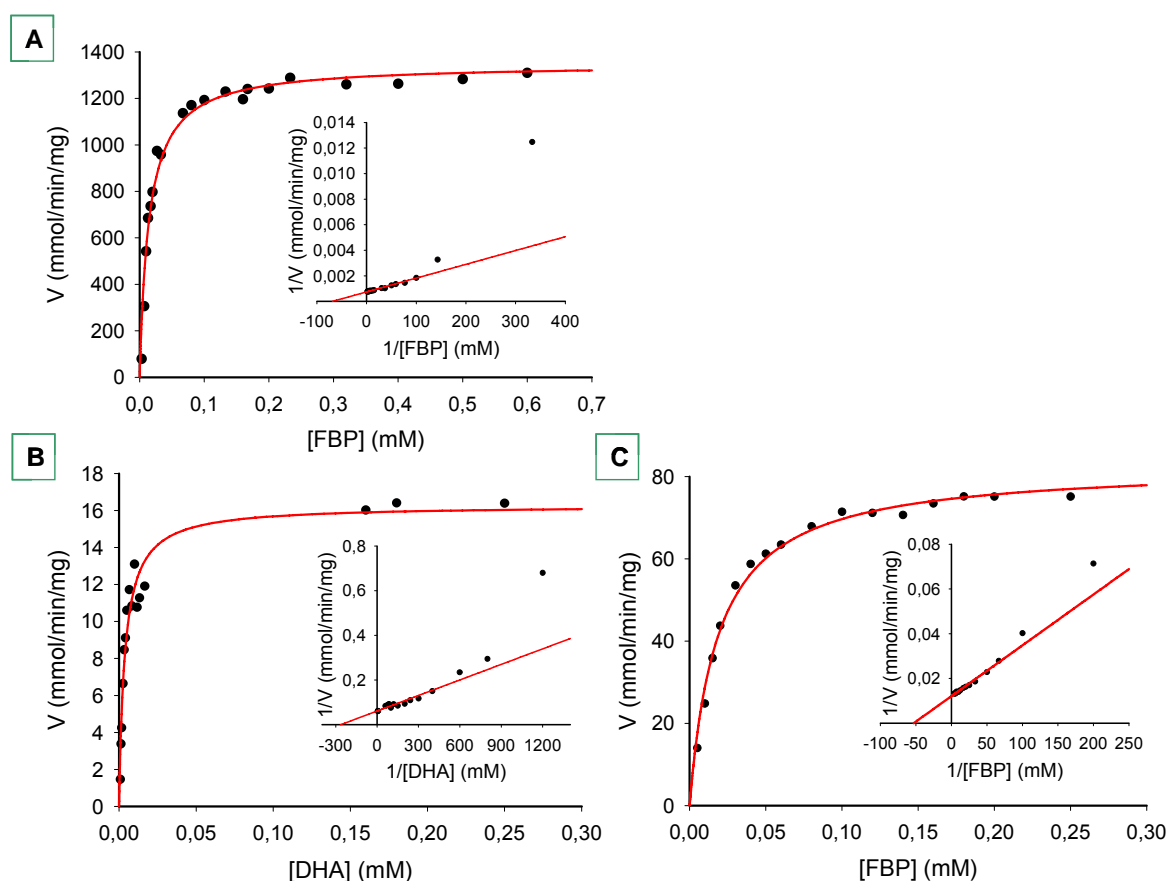 A
V (mmol/min/mg)
1400
1200
1000
800
600
400
200
0
0,0 0,1 0,2 0,3 0,4 0,5 0,6 0,7
[FBP] (mM)
1/V (mmol/min/mg)
0,014
0,012
0,010
0,008
0,006
0,004
0,002
-100 0 100 200 300 400
1/[FBP] (mM)
B
V (mmol/min/mg)
18
16
14
12
10
8
6
4
2
0
0,00 0,05 0,10 0,15 0,20 0,25 0,30
[DHA] (mM)
1/V (mmol/min/mg)
0,8
0,6
0,4
0,2
-300 0 300 600 900 1200
1/[DHA] (mM)
C
V (mmol/min/mg)
80
60
40
20
0
0,00 0,05 0,10 0,15 0,20 0,25 0,30
[FBP] (mM)
1/V (mmol/min/mg)
0,08
0,06
0,04
0,02
-100 -50 0 50 100 150 200 250
1/[FBP] (mM)